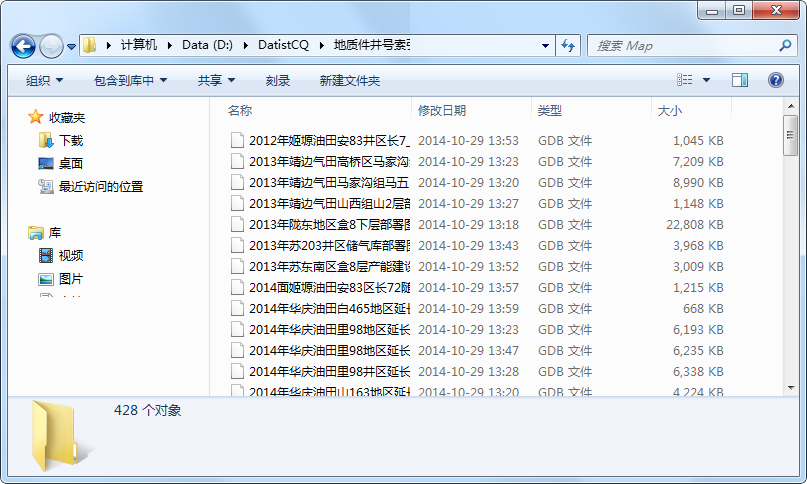 计算机 Data (D:) DatistCQ 地质件井号索引
搜索 Map
组织 包含到库中 共享 刻录 新建文件夹
名称 修改日期 类型 大小
收藏夹
下载
桌面
最近访问的位置
库
视频
图片
2012年姬塬油田安83井区长7_ 2014-10-29 13:53 GDB 文件 1,045 KB
2013年靖边气田高桥区马家沟 2014-10-29 13:23 GDB 文件 7,209 KB
2013年靖边气田马家沟组马五 2014-10-29 13:20 GDB 文件 8,990 KB
2013年靖边气田山西组山2层部 2014-10-29 13:27 GDB 文件 1,148 KB
2013年陇东地区盒8下层部署图 2014-10-29 13:18 GDB 文件 22,808 KB
2013年苏203井区储气库部署图 2014-10-29 13:43 GDB 文件 3,968 KB
2013年苏东南区盒8层产能建设 2014-10-29 13:52 GDB 文件 3,009 KB
2014面姬塬油田安83区长72随 2014-10-29 13:57 GDB 文件 1,215 KB
2014年华庆油田白465地区延长 2014-10-29 13:59 GDB 文件 668 KB
2014年华庆油田里98地区延长 2014-10-29 13:23 GDB 文件 6,193 KB
2014年华庆油田里98地区延长 2014-10-29 13:47 GDB 文件 6,235 KB
2014年华庆油田里98井区延长 2014-10-29 13:28 GDB 文件 6,338 KB
2014年华庆油田山163地区延长 2014-10-29 13:20 GDB 文件 4,224 KB
428 个对象